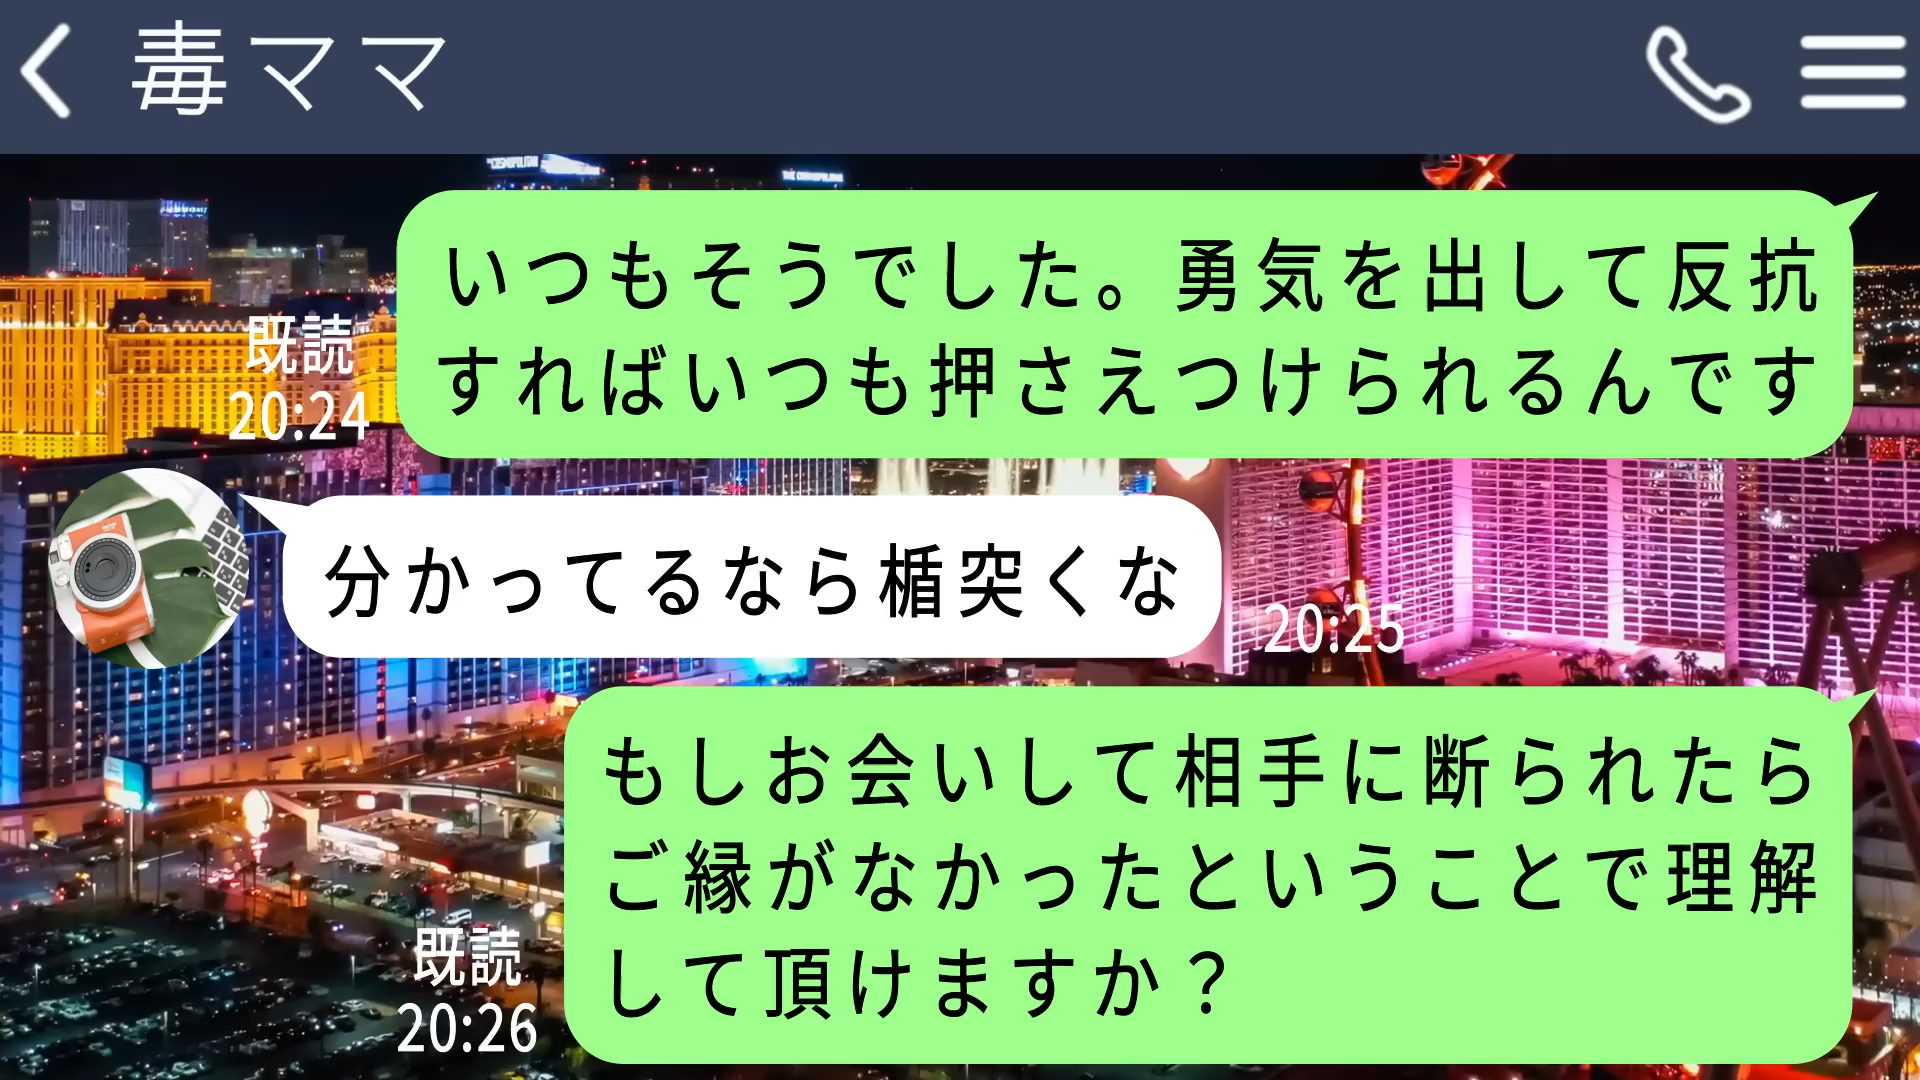 毒ママ
THE COSMOPOLITAN
いつもそうでした。勇気を出して反抗
すればいつも押さえつけられるんです
既読
20:24
分かってるなら楯突くな
20:25
もしお会いして相手に断られたら
ご縁がなかったということで理解
して頂けますか？
既読
20:26